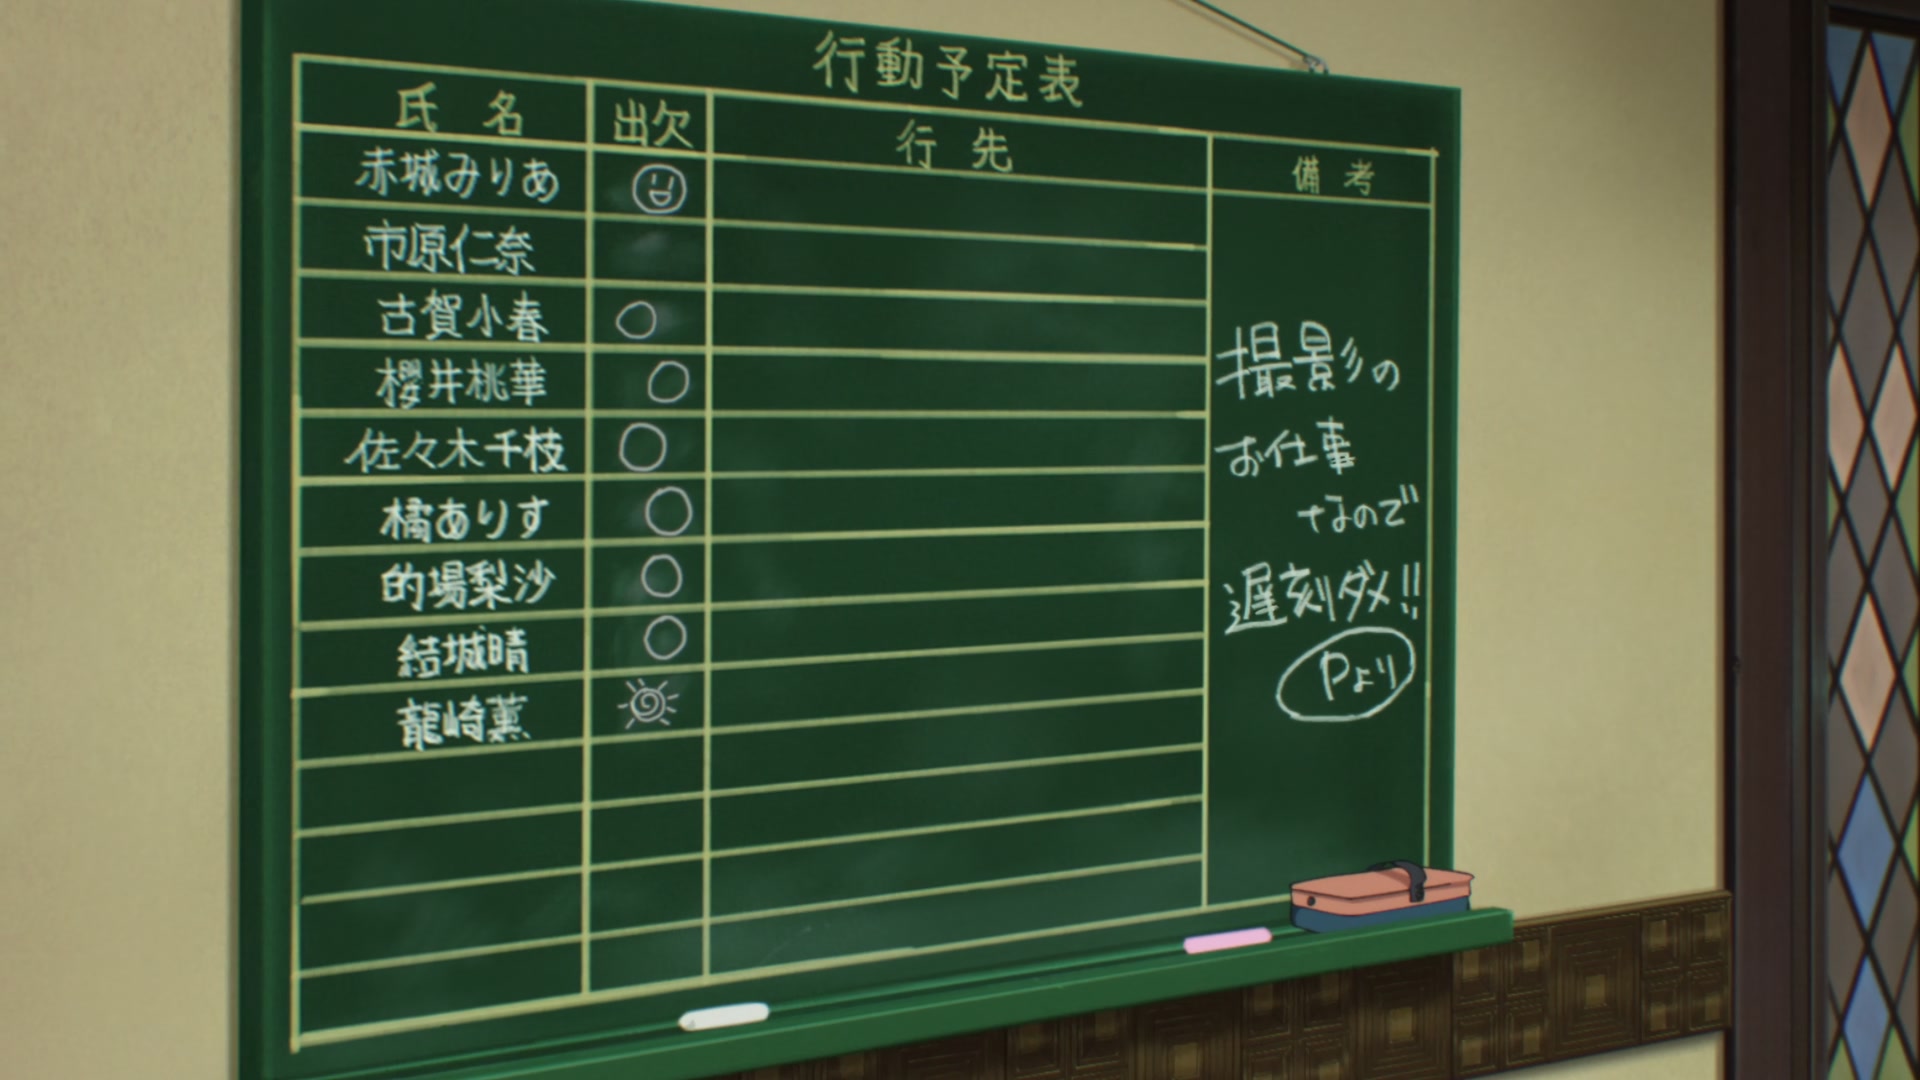 行動予定表
氏名 出欠 行先 備考
赤城みりあ
市原仁奈
古賀小春 ○
櫻井桃華 ○
佐々木千枝 ○
橘ありす ○
的場梨沙 ○
結城晴 ○
龍崎薫
撮影の
お仕事
なので
遅刻ダメ!!
Pより